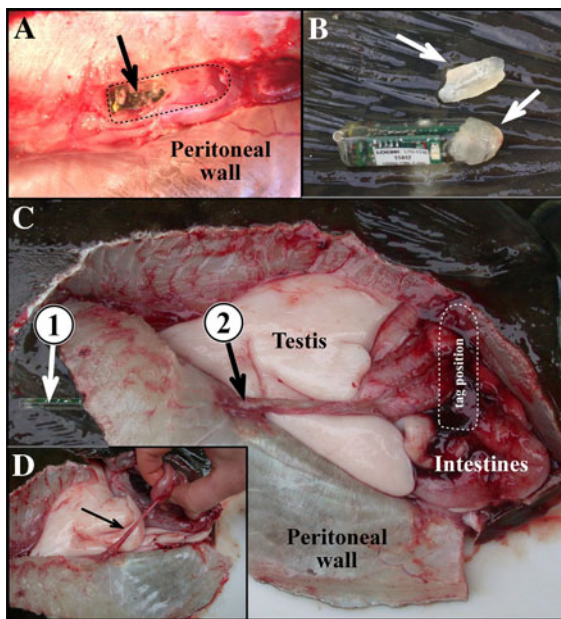 A
Peritoneal
wall
B
C
1
2
Testis
tag position
Intestines
D
Peritoneal
wall